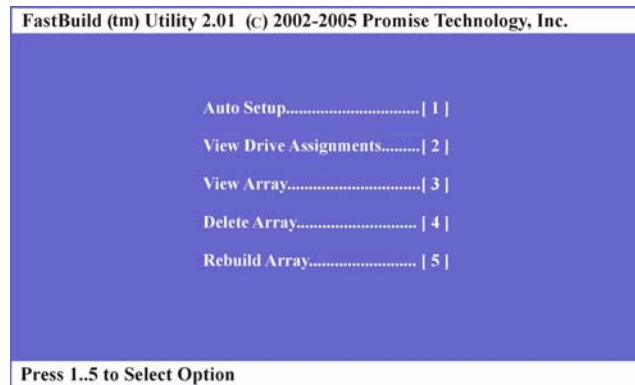 FastBuild (tm) Utility 2.01 (C) 2002-2005 Promise Technology, Inc.
Auto Setup................................[ 1 ]
View Drive Assignments.........[ 2 ]
View Array................................[ 3 ]
Delete Array............................. [ 4 ]
Rebuild Array.......................... [ 5 ]
Press 1..5 to Select Option